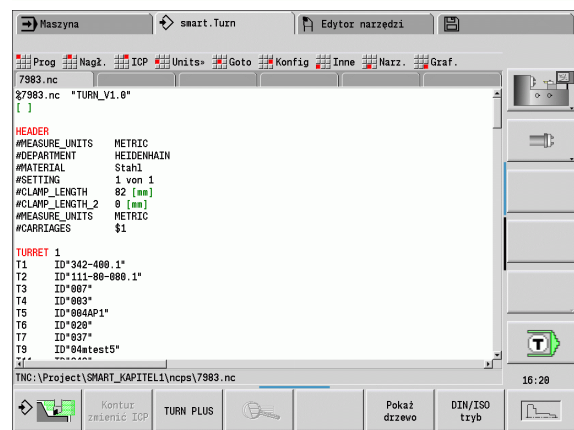 Maszyna smart.Turn Edytor narzędzi
Prog Nagł. ICP Units» Goto Konfig Inne Narz. Graf.
7983.nc
%7983.nc "TURN_V1.0"
[ ]
HEADER
#MEASURE_UNITS METRIC
#DEPARTMENT HEIDENHAIN
#MATERIAL Stahl
#SETTING 1 von 1
#CLAMP_LENGTH 82 [mm]
#CLAMP_LENGTH_2 0 [mm]
#MEASURE_UNITS METRIC
#CARRIAGES $1
TURRET 1
T1 ID"342-400.1"
T2 ID"111-80-080.1"
T3 ID"007"
T4 ID"003"
T5 ID"004AP1"
T6 ID"020"
T7 ID"037"
T9 ID"04mtest5"
TNC:\Project\SMART_KAPITEL1\ncps\7983.nc
T
16:20
Kontur zmienić ICP
TURN PLUS
Pokaż drzewo
DIN/ISO tryb